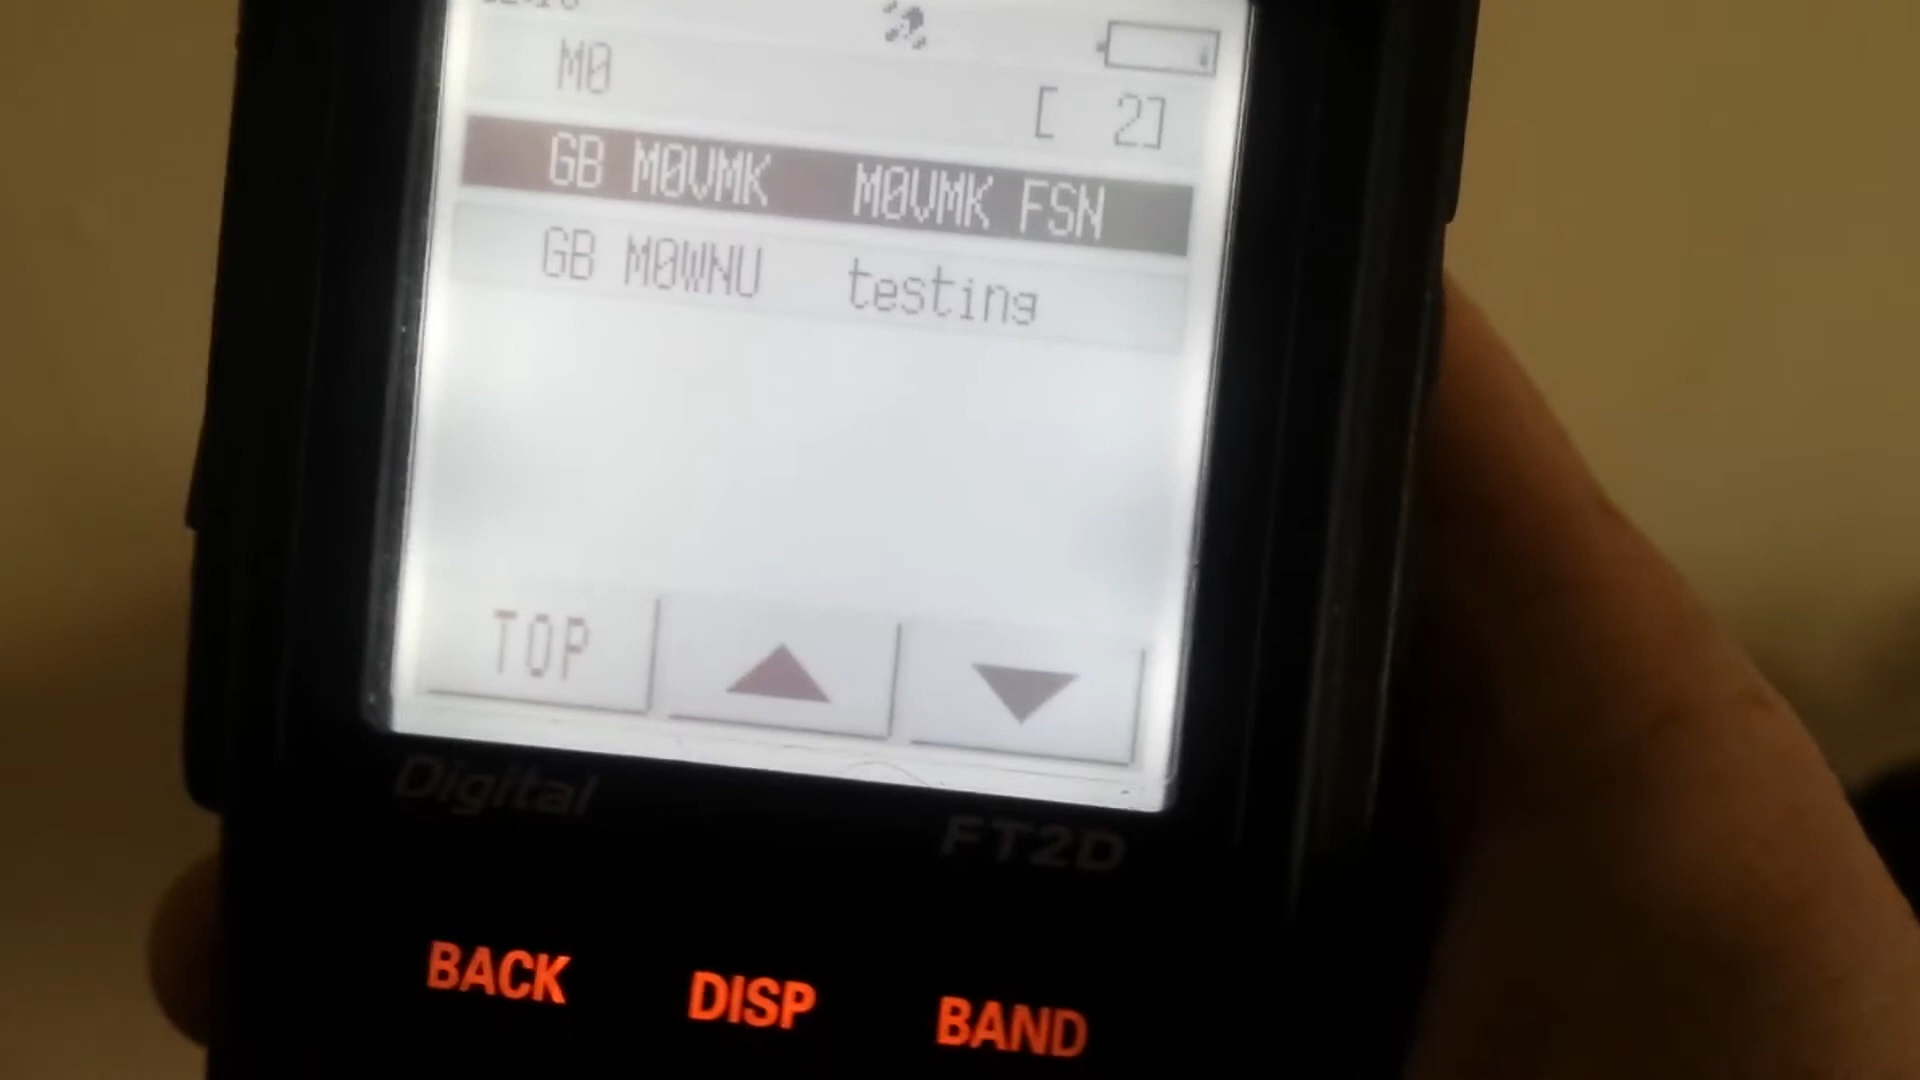 M0
[ 2]
GB M0VMK M0VMK FSN
GB M0WNU testing
TOP
Digital
FT2D
BACK DISP BAND